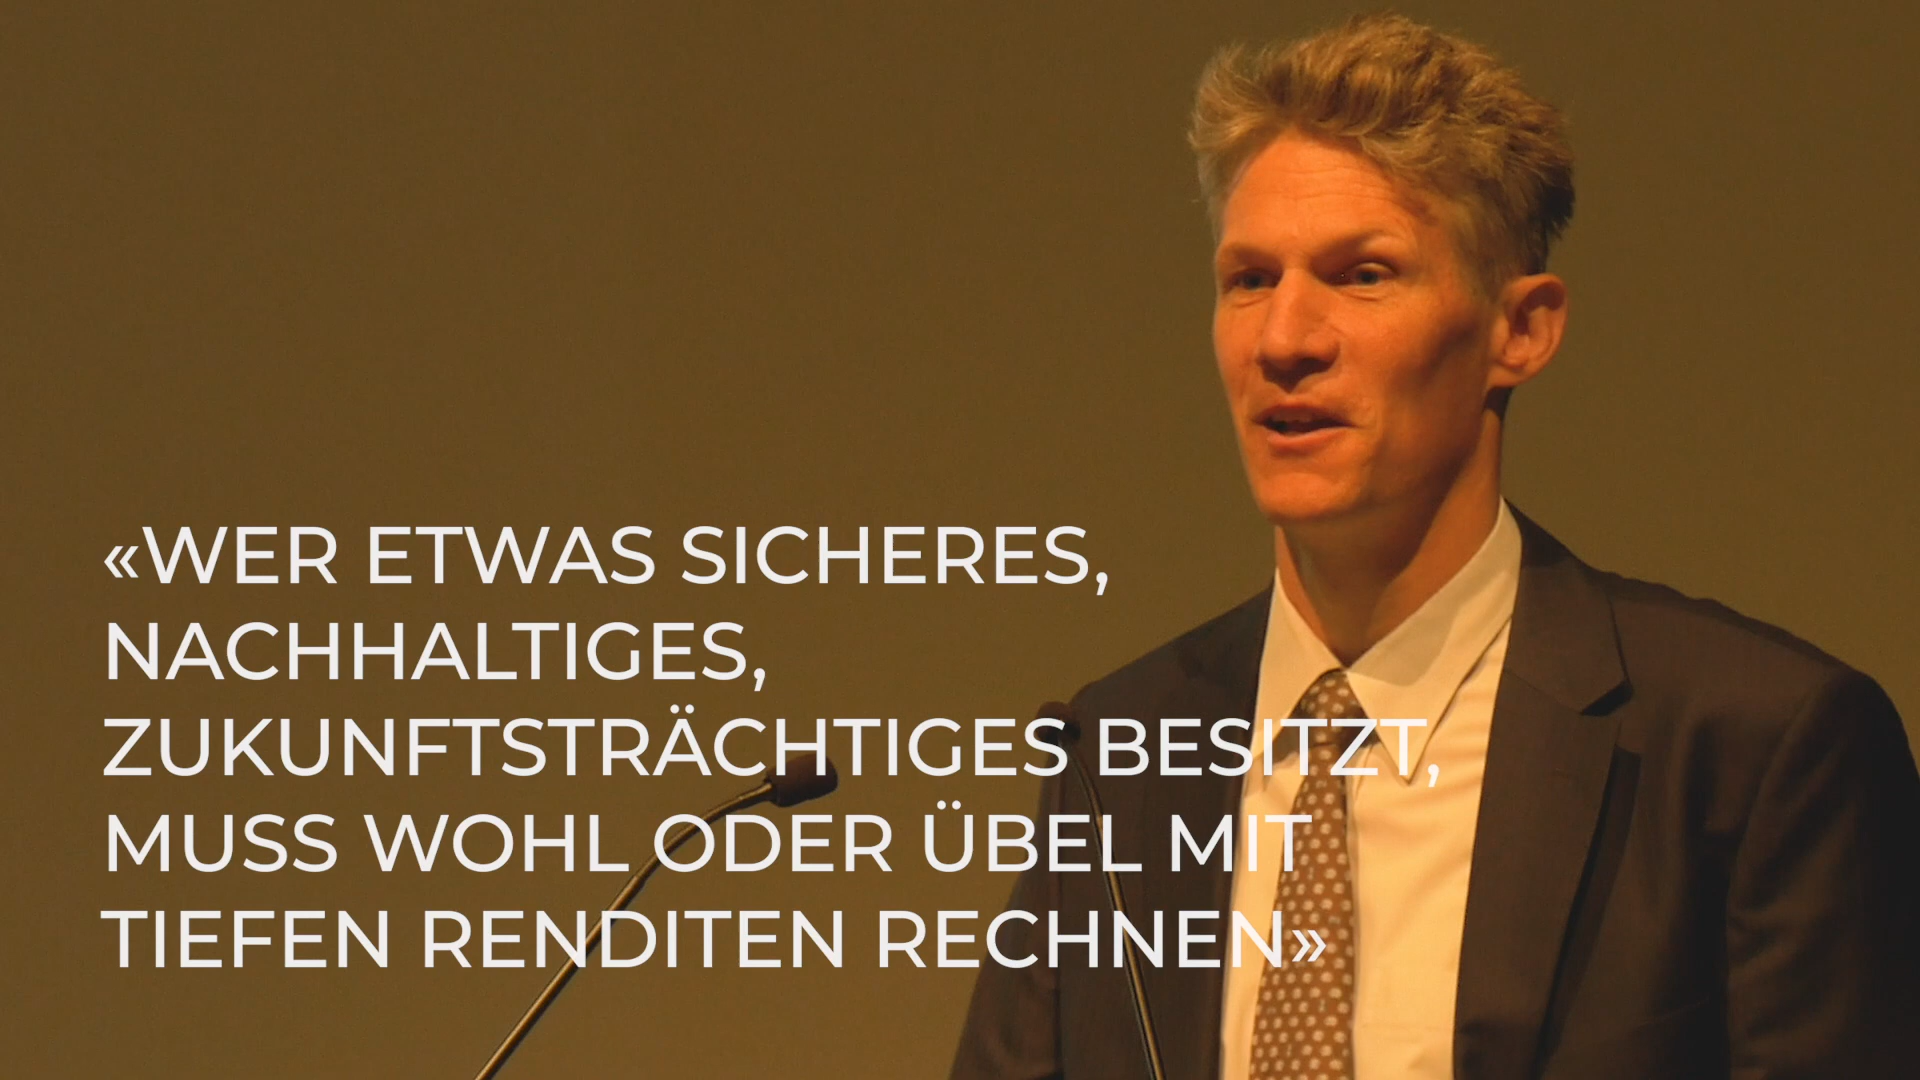 «WER ETWAS SICHERES,
NACHHALTIGES,
ZUKUNFTSTRÄCHTIGES BESITZT,
MUSS WOHL ODER ÜBEL MIT
TIEFEN RENDITEN RECHNEN»